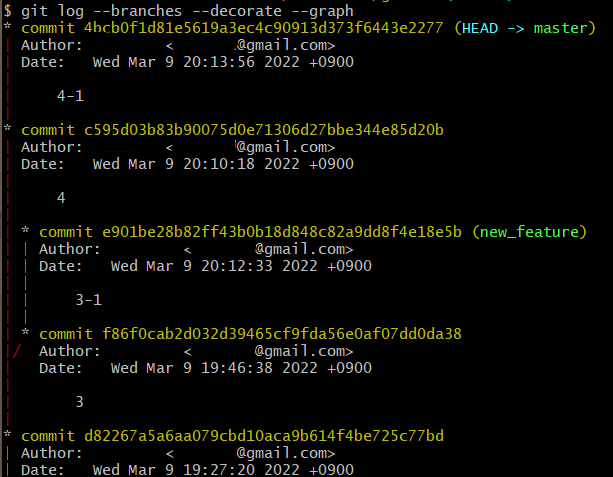 $ git log --branches --decorate --graph
* commit 4bcb0f1d81e5619a3ec4c90913d373f6443e2277 (HEAD -> master)
| Author: < @gmail.com>
| Date: Wed Mar 9 20:13:56 2022 +0900
|
| 4-1
|
* commit c595d03b83b90075d0e71306d27bbe344e85d20b
| Author: < @gmail.com>
| Date: Wed Mar 9 20:10:18 2022 +0900
|
| 4
|
| * commit e901be28b82ff43b0b18d848c82a9dd8f4e18e5b (new_feature)
| | Author: < @gmail.com>
| | Date: Wed Mar 9 20:12:33 2022 +0900
| |
| | 3-1
| |
| * commit f86f0cab2d032d39465cf9fda56e0af07dd0da38
|/ Author: < @gmail.com>
| Date: Wed Mar 9 19:46:38 2022 +0900
|
| 3
|
* commit d82267a5a6aa079cbd10aca9b614f4be725c77bd
| Author: < @gmail.com>
| Date: Wed Mar 9 19:27:20 2022 +0900